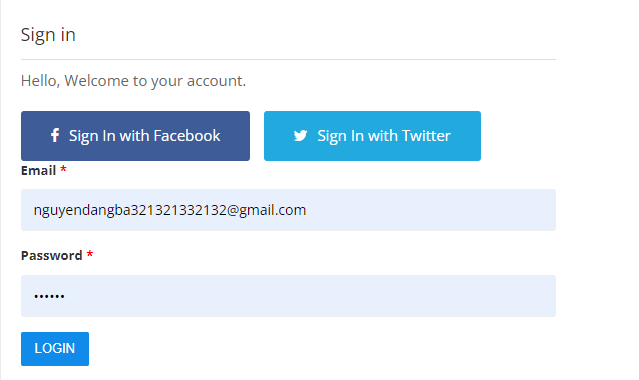 Sign in
Hello, Welcome to your account.
Sign In with Facebook Sign In with Twitter
Email *
nguyendangba321321332132@gmail.com
Password *
••••••
LOGIN